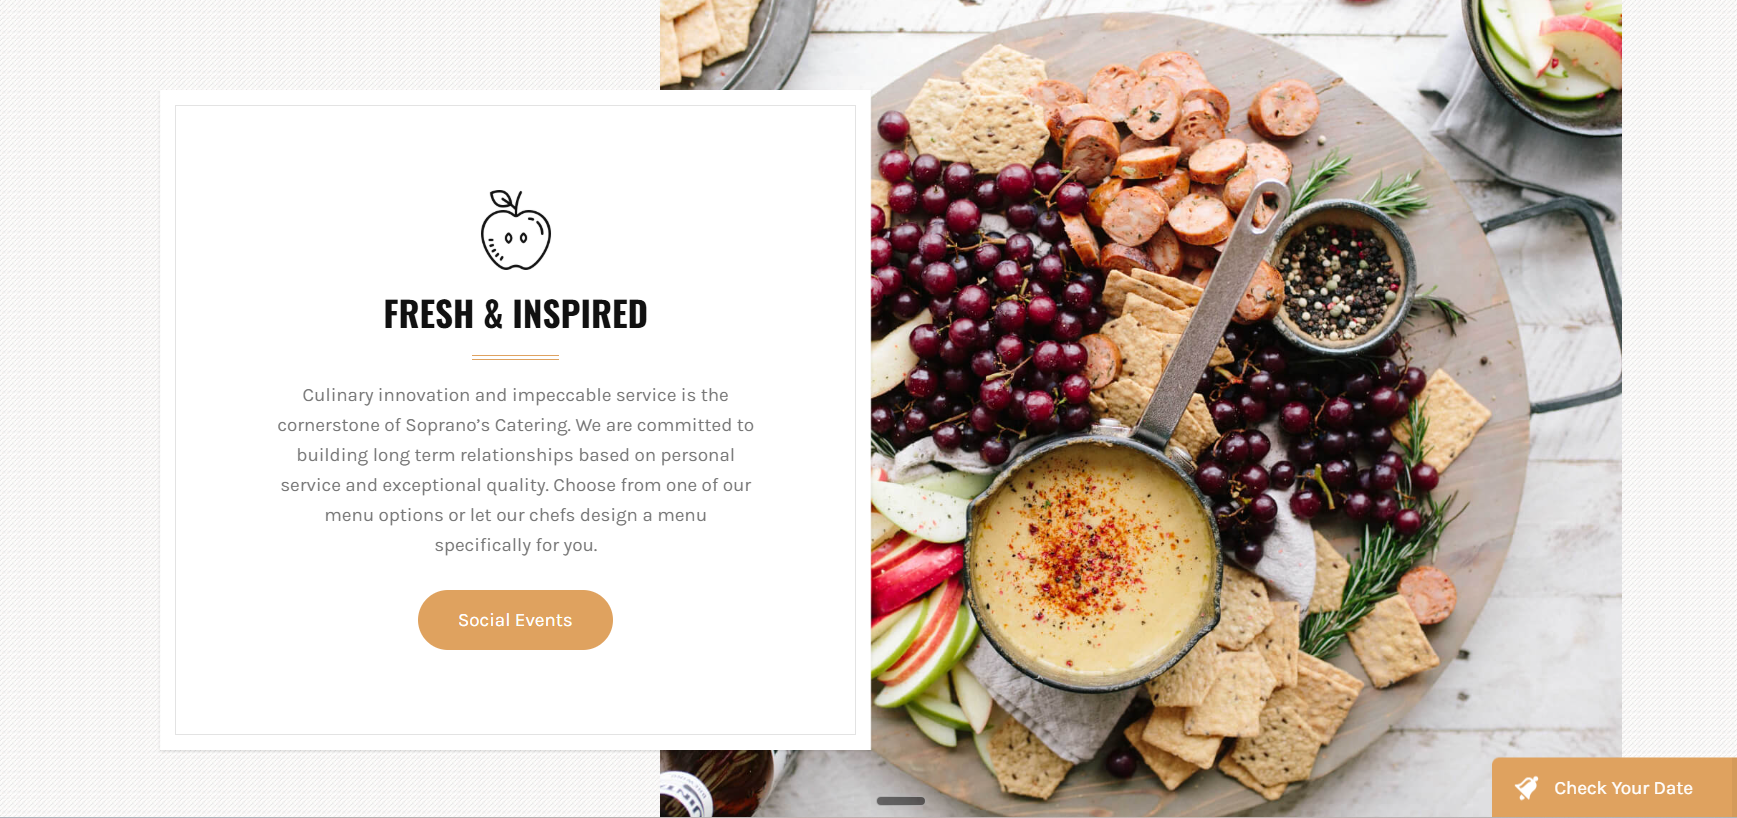 FRESH & INSPIRED
Culinary innovation and impeccable service is the
cornerstone of Soprano’s Catering. We are committed to
building long term relationships based on personal
service and exceptional quality. Choose from one of our
menu options or let our chefs design a menu
specifically for you.
Social Events
Check Your Date